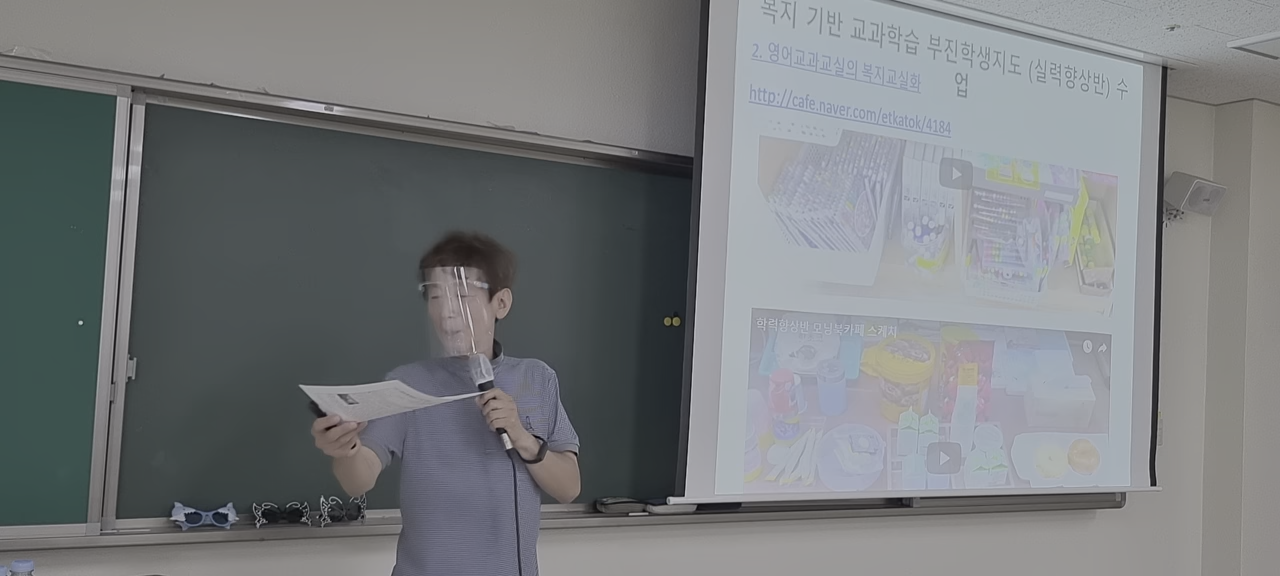 복지 기반 교과학습 부진학생지도 (실력향상반) 수
업
2. 영어교과교실의 복지교실화
http://cafe.naver.com/etkatok/4184
학력향상반 모닝북카페 스케치